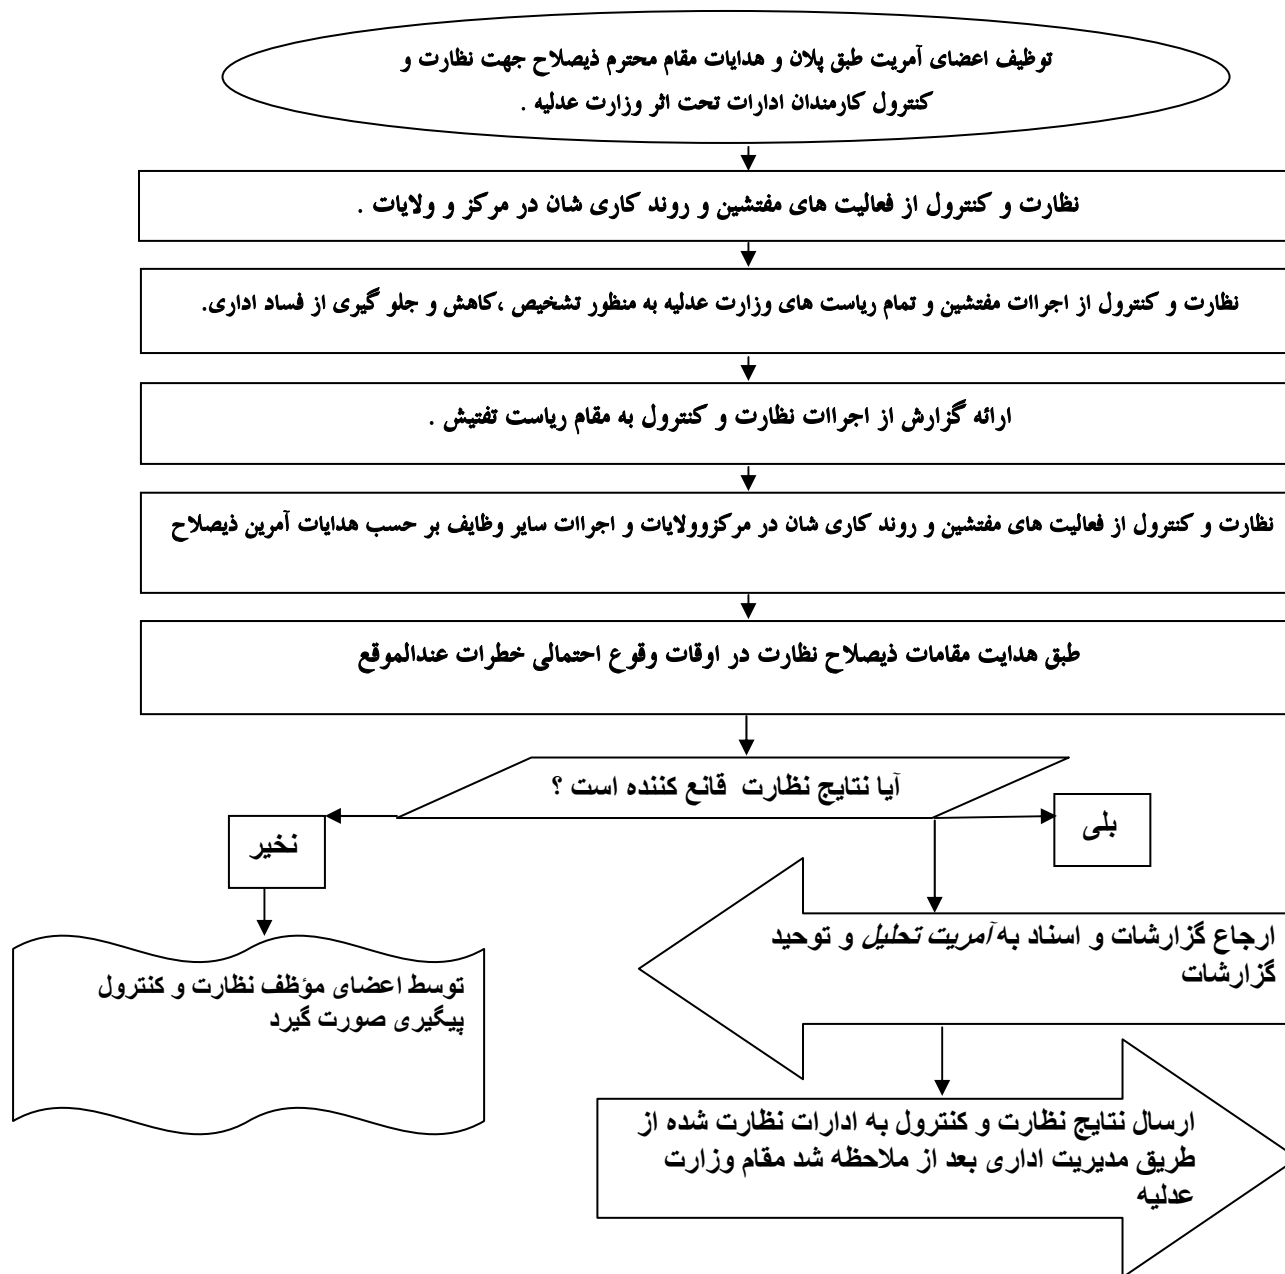 توظیف اعضای آمریت طبق پلان و هدایات مقام محترم ذیصلاح جهت نظارت و
کنترول کارمندان ادارات تحت اثر وزارت عدلیه .
نظارت و کنترول از فعالیت های مفتشین و روند کاری شان در مرکز و ولایات .
نظارت و کنترول از اجراات مفتشین و تمام ریاست های وزارت عدلیه به منظور تشخیص ،کاهش و جلو گیری از فساد اداری.
ارائه گزارش از اجراات نظارت و کنترول به مقام ریاست تفتیش .
نظارت و کنترول از فعالیت های مفتشین و روند کاری شان در مرکزوولایات و اجراات سایر وظایف بر حسب هدایات آمرین ذیصلاح
طبق هدایت مقامات ذیصلاح نظارت در اوقات وقوع احتمالی خطرات عندالموقع
آیا نتایج نظارت قانع کننده است ؟
بلی
نخیر
ارجاع گزارشات و اسناد به آمریت تحلیل و توحید
گزارشات
توسط اعضای مؤظف نظارت و کنترول
پیگیری صورت گیرد
ارسال نتایج نظارت و کنترول به ادارات نظارت شده از
طریق مدیریت اداری بعد از ملاحظه شد مقام وزارت
عدلیه